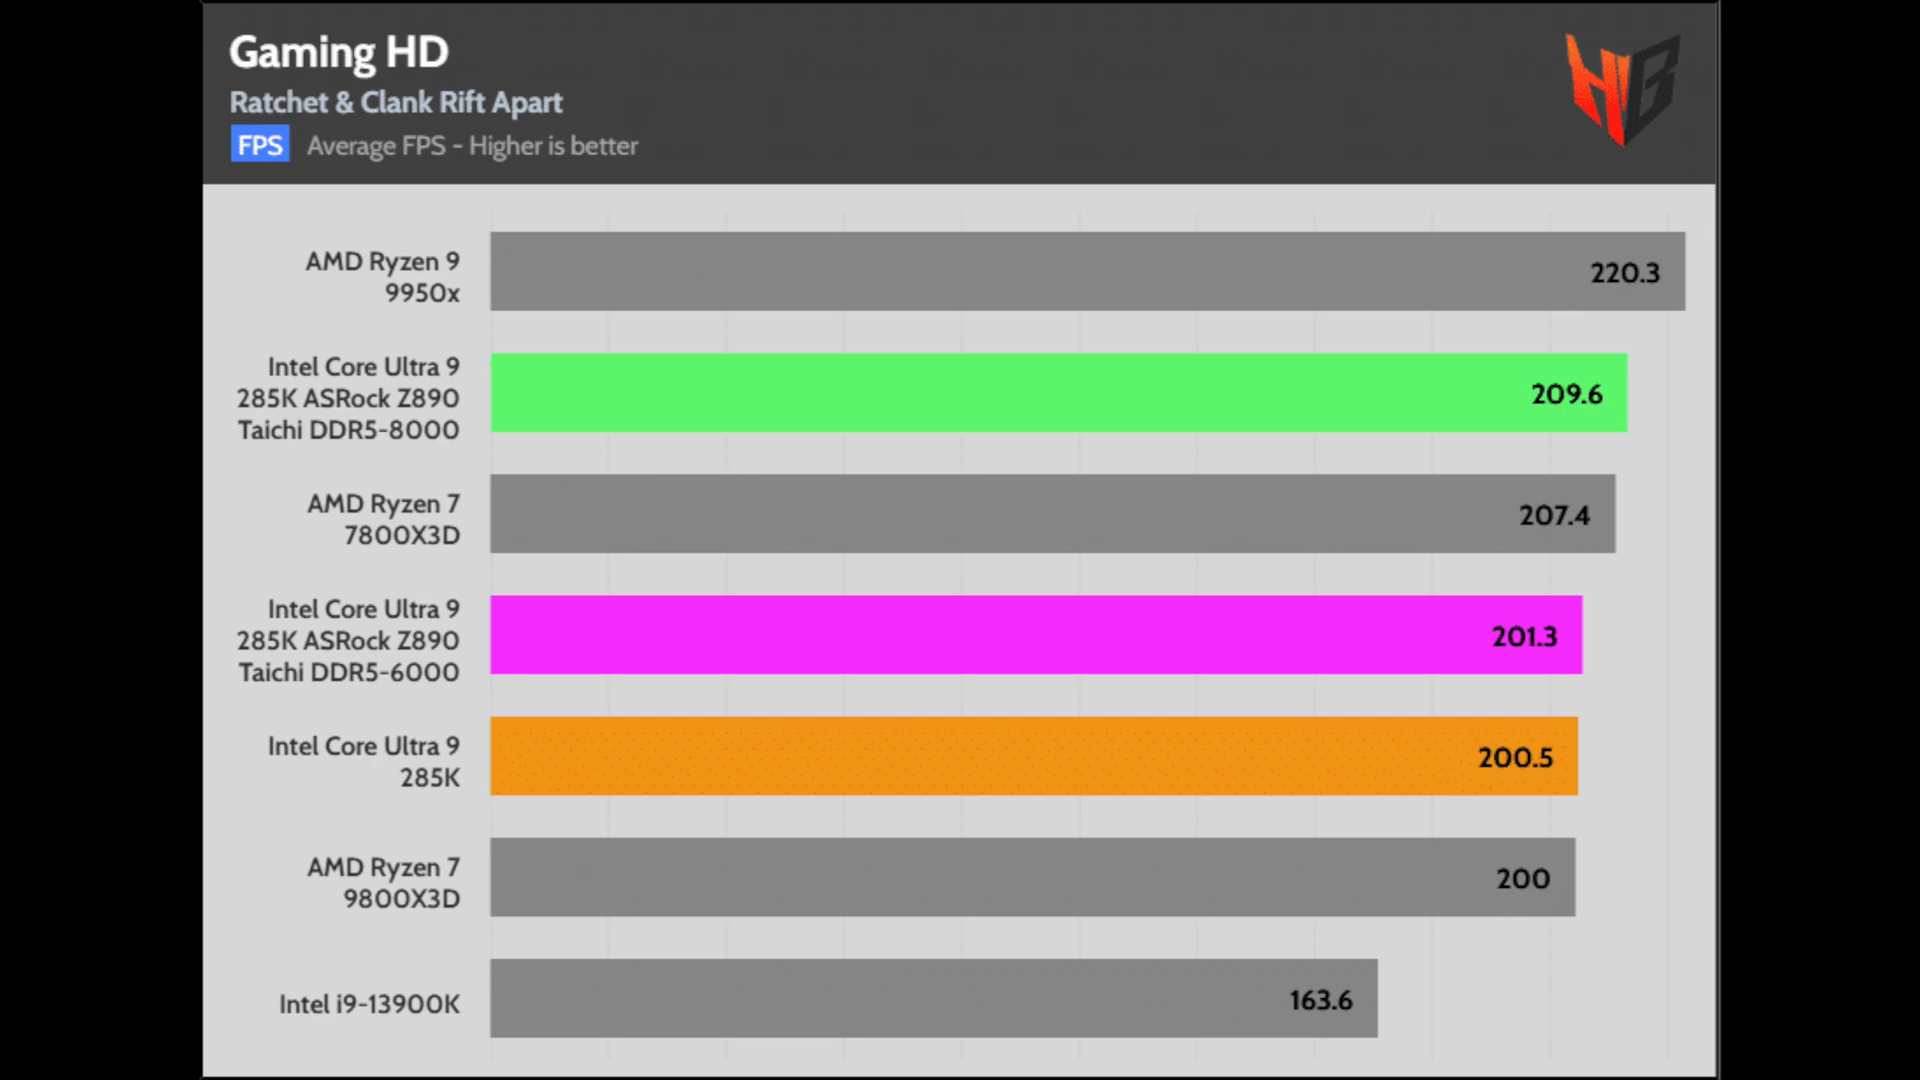 Gaming HD
Ratchet & Clank Rift Apart
FPS Average FPS - Higher is better
HB
AMD Ryzen 9
9950x
220.3
Intel Core Ultra 9
285K ASRock Z890
Taichi DDR5-8000
209.6
AMD Ryzen 7
7800X3D
207.4
Intel Core Ultra 9
285K ASRock Z890
Taichi DDR5-6000
201.3
Intel Core Ultra 9
285K
200.5
AMD Ryzen 7
9800X3D
200
Intel i9-13900K
163.6